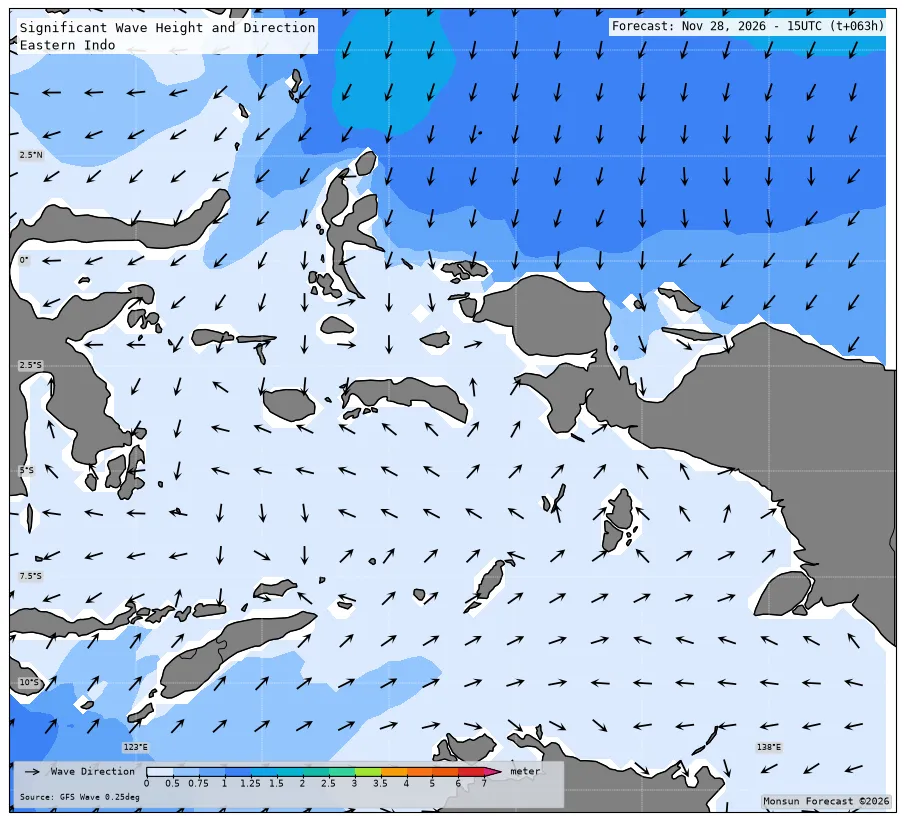 Significant Wave Height and Direction
Eastern Indo
Forecast: Nov 28, 2026 - 15UTC (t+063h)
2.5°N
0°
2.5°S
5°S
7.5°S
10°S
123°E
138°E
Wave Direction
meter
0 0.5 0.75 1 1.25 1.5 2 2.5 3 3.5 4 5 6 7
Source: GFS Wave 0.25deg
Monsun Forecast ©2026